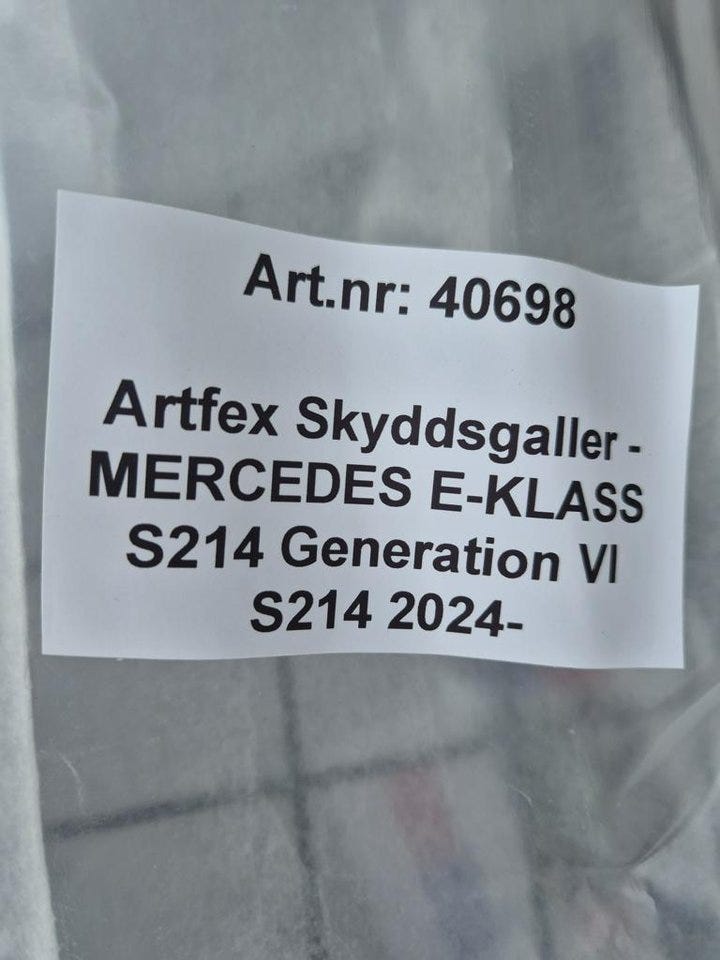 Art.nr: 40698
Artfex Skyddsgaller -
MERCEDES E-KLASS
S214 Generation VI
S214 2024-